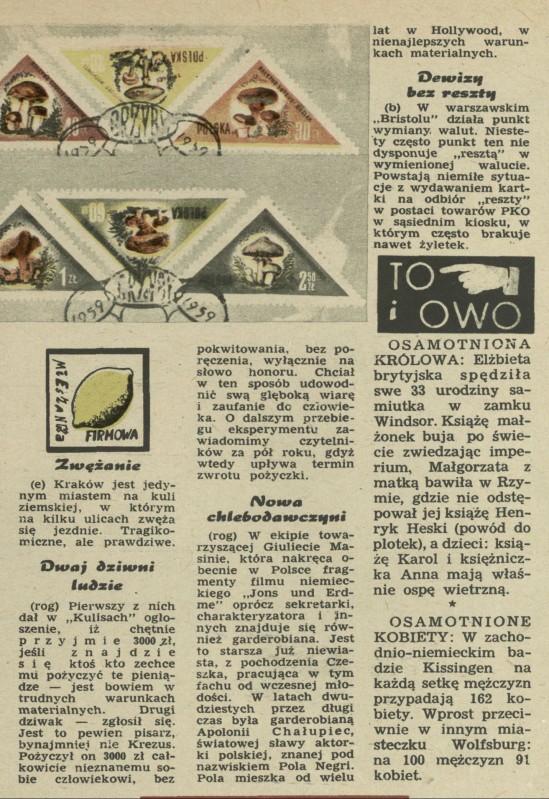 POLSKA
POLSKA
GRZYBY
1959
POLSKA
60
1 ZŁ
2.50
ZŁ
GRZYBY
1959
1959
MIESZANKA
FIRMOWA
Zwężanie
(e) Kraków jest jedy-
nym miastem na kuli
ziemskiej, w którym
na kilku ulicach zwęża
się jezdnie. Tragiko-
miczne, ale prawdziwe.
Dwaj dziwni
ludzie
(rog) Pierwszy z nich
dał w „Kulisach” ogło-
szenie, iż chętnie
przyjmie 3000 zł,
jeśli znajdzie
się ktoś kto zechce
mu pożyczyć te pienią-
dze — jest bowiem w
trudnych warunkach
materialnych. Drugi
dziwak — zgłosił się.
Jest to pewien pisarz,
bynajmniej nie Krezus.
Pożyczył on 3000 zł cał-
kowicie nieznanemu so-
bie człowiekowi, bez
pokwitowania, bez po-
ręczenia, wyłącznie na
słowo honoru. Chciał
w ten sposób udowod-
nić swą głęboką wiarę
i zaufanie do człowie-
ka. O dalszym przebie-
gu eksperymentu za-
wiadomimy czytelni-
ków za pół roku, gdyż
wtedy upływa termin
zwrotu pożyczki.
Nowa
chlebodawczyni
(rog) W ekipie towa-
rzyszącej Giuliecie Ma-
sinie, która nakręca o-
becnie w Polsce frag-
menty filmu niemiec-
kiego „Jons und Erd-
me” oprócz sekretarki,
charakteryzatora i in-
nych znajduje się rów-
nież garderobiana. Jest
to starsza już niewia-
sta, z pochodzenia Cze-
szka, pracująca w tym
fachu od wczesnej mło-
dości. W latach dwu-
dziestych przez długi
czas była garderobianą
Apolonii Chałupiec,
światowej sławy aktor-
ki polskiej, znanej pod
nazwiskiem Pola Negri.
Pola mieszka od wielu
lat w Hollywood, w
nienajlepszych warun-
kach materialnych.
Dewizy
bez reszty
(b) W warszawskim
„Bristolu” działa punkt
wymiany walut. Nieste-
ty często punkt ten nie
dysponuje „resztą” w
wymienionej walucie.
Powstają niemiłe sytua-
cje z wydawaniem kart-
ki na odbiór „reszty”
w postaci towarów PKO
w sąsiednim kiosku, w
którym często brakuje
nawet żyletek.
TO
i OWO
OSAMOTNIONA
KRÓLOWA: Elżbieta
brytyjska spędziła
swe 33 urodziny sa-
miutka w zamku
Windsor. Książę mał-
żonek buja po świe-
cie zwiedzając impe-
rium, Małgorzata z
matką bawiła w Rzy-
mie, gdzie nie odstę-
pował jej książę Hen-
ryk Heski (powód do
plotek), a dzieci: ksią-
żę Karol i księżnicz-
ka Anna mają właś-
nie ospę wietrzną.
★
OSAMOTNIONE
KOBIETY: W zacho-
dnio-niemieckim ba-
dzie Kissingen na
każdą setkę mężczyzn
przypadają 162 ko-
biety. Wprost przeci-
wnie w innym mia-
steczku Wolfsburg:
na 100 mężczyzn 91
kobiet.